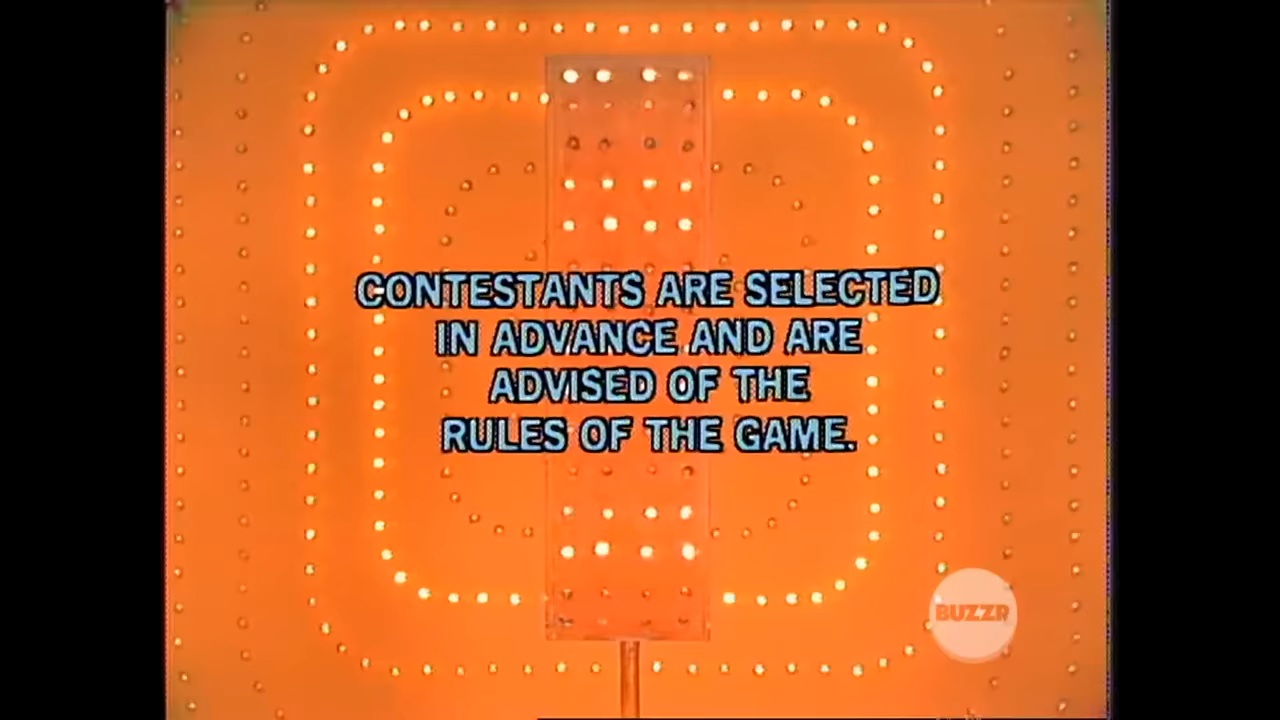 CONTESTANTS ARE SELECTED
IN ADVANCE AND ARE
ADVISED OF THE
RULES OF THE GAME.
BUZZR